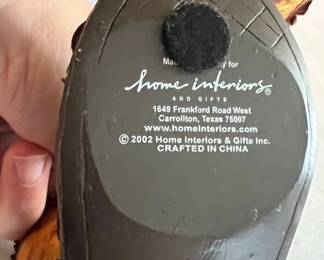 for
home interiors®
AND GIFTS
1649 Frankford Road West
Carrollton, Texas 75007
www.homeinteriors.com
© 2002 Home Interiors & Gifts Inc.
CRAFTED IN CHINA